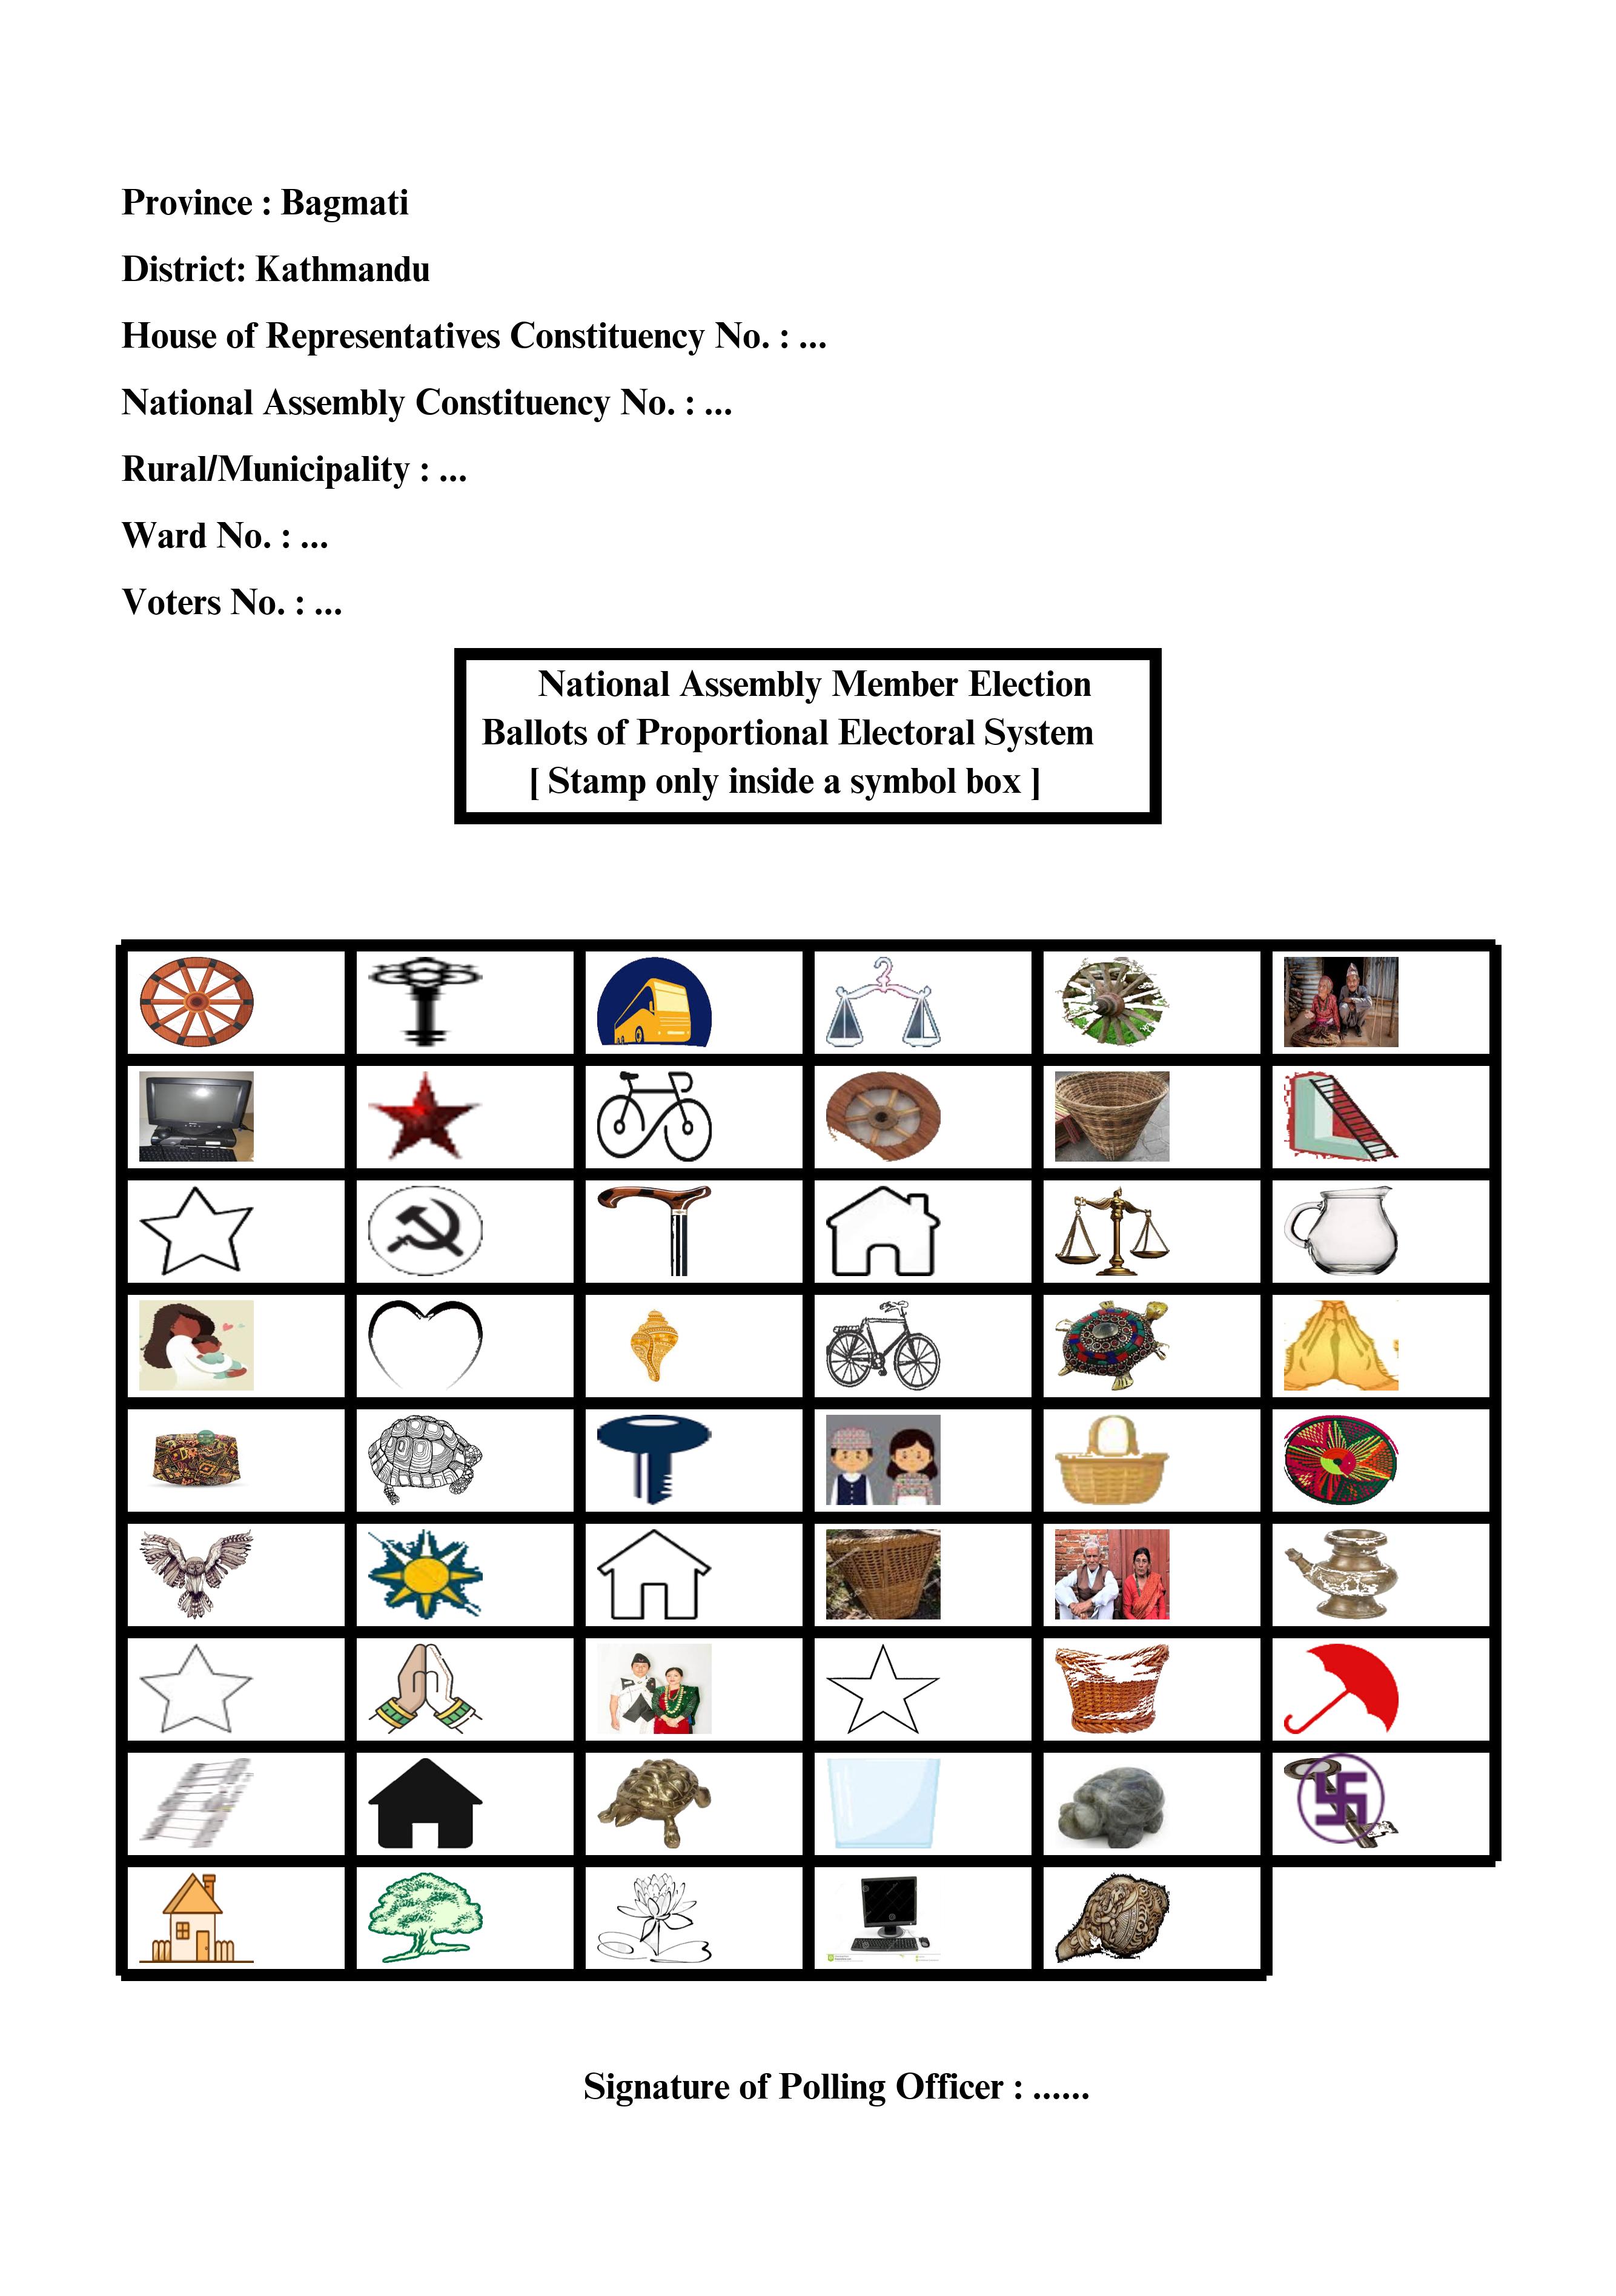 Province : Bagmati
District: Kathmandu
House of Representatives Constituency No. : ...
National Assembly Constituency No. : ...
Rural/Municipality : ...
Ward No. : ...
Voters No. : ...
National Assembly Member Election
Ballots of Proportional Electoral System
[ Stamp only inside a symbol box ]
Signature of Polling Officer : ......